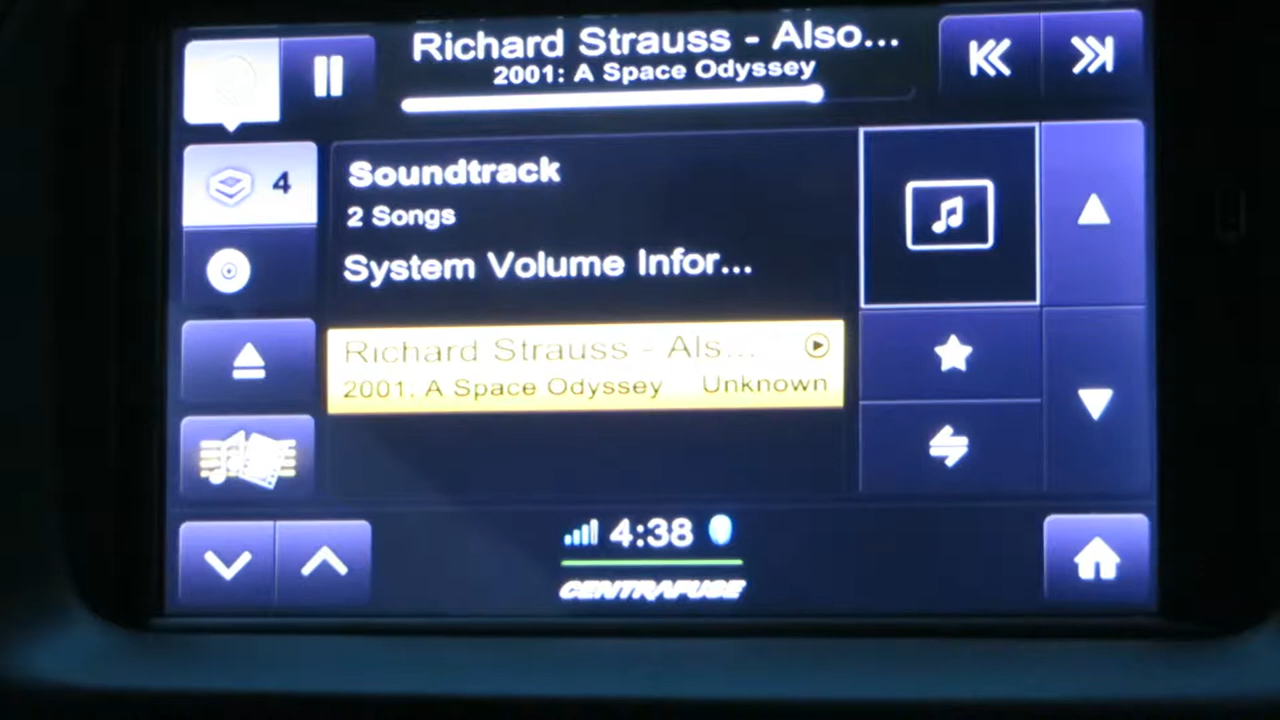 Richard Strauss - Also...
2001: A Space Odyssey
4
Soundtrack
2 Songs
System Volume Infor...
Richard Strauss - Als...
2001: A Space Odyssey Unknown
4:38
CENTRAFUSE